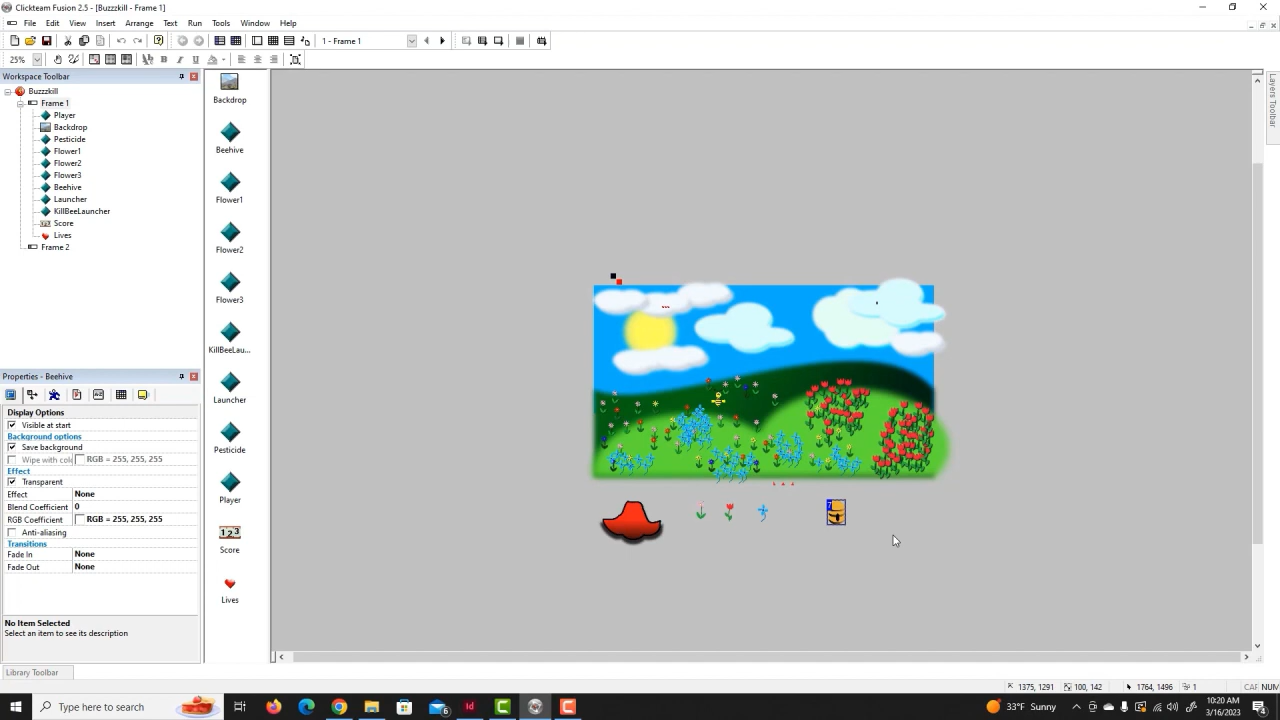 Clickteam Fusion 2.5 - [Buzzzkill - Frame 1]
File Edit View Insert Arrange Text Run Tools Window Help
1 - Frame 1
25%
Workspace Toolbar
Buzzzkill
Frame 1
Player
Backdrop
Pesticide
Flower1
Flower2
Flower3
Beehive
Launcher
KillBeeLauncher
Score
Lives
Frame 2
Properties - Beehive
Display Options
Visible at start
Background options
Save background
Wipe with colo RGB = 255, 255, 255
Effect
Transparent
Effect None
Blend Coefficient 0
RGB Coefficient RGB = 255, 255, 255
Anti-aliasing
Transitions
Fade In None
Fade Out None
No Item Selected
Select an item to see its description
Library Toolbar
Backdrop
Beehive
Flower1
Flower2
Flower3
KillBeeLau...
Launcher
Pesticide
Player
Score
Lives
Layers Toolbar
1375, 1291 100, 142 1764, 1496 1 CAF NUM
Type here to search
33°F Sunny
10:20 AM
3/16/2023